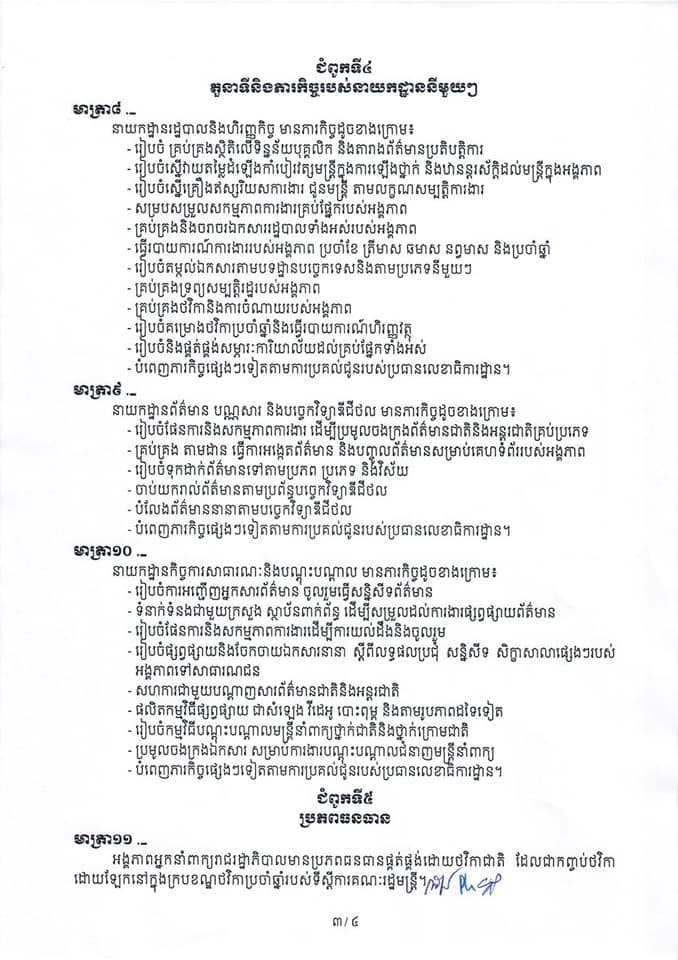 ជំពូកទី៤
តួនាទីនិងភារកិច្ចរបស់នាយកដ្ឋាននីមួយៗ
មាត្រា៨ ._
នាយកដ្ឋានរដ្ឋបាលនិងហិរញ្ញកិច្ច មានភារកិច្ចដូចខាងក្រោម៖
- រៀបចំ គ្រប់គ្រងស្ថិតិលើទិន្នន័យបុគ្គលិក និងតារាងព័ត៌មានប្រតិបត្តិការ
- រៀបចំស្នើវាយតម្លៃដំឡើងកាំបៀវត្សមន្ត្រីក្នុងការឡើងថ្នាក់ និងឋានន្តរស័ក្តិដល់មន្ត្រីក្នុងអង្គភាព
- រៀបចំស្នើគ្រឿងឥស្សរិយសការងារ ជូនមន្ត្រី តាមលក្ខណសម្បត្តិការងារ
- សម្របសម្រួលសកម្មភាពការងារគ្រប់ផ្នែករបស់អង្គភាព
- គ្រប់គ្រងនិងចរាចរឯកសាររដ្ឋបាលទាំងអស់របស់អង្គភាព
- ធ្វើរបាយការណ៍ការងាររបស់អង្គភាព ប្រចាំខែ ត្រីមាស ឆមាស នព្វមាស និងប្រចាំឆ្នាំ
- រៀបចំតម្កល់ឯកសារតាមបទដ្ឋានបច្ចេកទេសនិងតាមប្រភេទនីមួយៗ
- គ្រប់គ្រងទ្រព្យសម្បត្តិរដ្ឋរបស់អង្គភាព
- គ្រប់គ្រងថវិកានិងការចំណាយរបស់អង្គភាព
- រៀបចំគម្រោងថវិកាប្រចាំឆ្នាំនិងធ្វើរបាយការណ៍ហិរញ្ញវត្ថុ
- រៀបចំនិងផ្គត់ផ្គង់សម្ភារៈការិយាល័យដល់គ្រប់ផ្នែកទាំងអស់
- បំពេញភារកិច្ចផ្សេងៗទៀតតាមការប្រគល់ជូនរបស់ប្រធានលេខាធិការដ្ឋាន។
មាត្រា៩ ._
នាយកដ្ឋានព័ត៌មាន បណ្ណសារ និងបច្ចេកវិទ្យាឌីជីថល មានភារកិច្ចដូចខាងក្រោម៖
- រៀបចំផែនការនិងសកម្មភាពការងារ ដើម្បីប្រមូលចងក្រងព័ត៌មានជាតិនិងអន្តរជាតិគ្រប់ប្រភេទ
- គ្រប់គ្រង តាមដាន ធ្វើការអង្កេតព័ត៌មាន និងបញ្ចូលព័ត៌មានសម្រាប់គេហទំព័ររបស់អង្គភាព
- រៀបចំទុកដាក់ព័ត៌មានទៅតាមប្រភព ប្រភេទ និងវិស័យ
- ចាប់យករាល់ព័ត៌មានតាមប្រព័ន្ធបច្ចេកវិទ្យាឌីជីថល
- បំលែងព័ត៌មាននានាតាមបច្ចេកវិទ្យាឌីជីថល
- បំពេញភារកិច្ចផ្សេងៗទៀតតាមការប្រគល់ជូនរបស់ប្រធានលេខាធិការដ្ឋាន។
មាត្រា១០ ._
នាយកដ្ឋានកិច្ចការសាធារណៈនិងបណ្តុះបណ្តាល មានភារកិច្ចដូចខាងក្រោម៖
- រៀបចំការអញ្ជើញអ្នកសារព័ត៌មាន ចូលរួមធ្វើសន្និសីទព័ត៌មាន
- ទំនាក់ទំនងជាមួយក្រសួង ស្ថាប័នពាក់ព័ន្ធ ដើម្បីសម្រួលដល់ការងារផ្សព្វផ្សាយព័ត៌មាន
- រៀបចំផែនការនិងសកម្មភាពការងារដើម្បីការយល់ដឹងនិងចូលរួម
- រៀបចំផ្សព្វផ្សាយនិងចែកចាយឯកសារនានា ស្តីពីលទ្ធផលប្រជុំ សន្និសីទ សិក្ខាសាលាផ្សេងៗរបស់
អង្គភាពទៅសាធារណជន
- សហការជាមួយបណ្តាញសារព័ត៌មានជាតិនិងអន្តរជាតិ
- ផលិតកម្មវិធីផ្សព្វផ្សាយ ជាសំឡេង វីដេអូ បោះពុម្ព និងតាមរូបភាពដទៃទៀត
- រៀបចំកម្មវិធីបណ្តុះបណ្តាលមន្ត្រីនាំពាក្យថ្នាក់ជាតិនិងថ្នាក់ក្រោមជាតិ
- ប្រមូលចងក្រងឯកសារ សម្រាប់ការងារបណ្តុះបណ្តាលជំនាញមន្ត្រីនាំពាក្យ
- បំពេញភារកិច្ចផ្សេងៗទៀតតាមការប្រគល់ជូនរបស់ប្រធានលេខាធិការដ្ឋាន។
ជំពូកទី៥
ប្រភពធនធាន
មាត្រា១១ ._
អង្គភាពអ្នកនាំពាក្យរាជរដ្ឋាភិបាលមានប្រភពធនធានផ្គត់ផ្គង់ដោយថវិកាជាតិ ដែលជាកញ្ចប់ថវិកា
ដោយឡែកនៅក្នុងក្របខណ្ឌថវិកាប្រចាំឆ្នាំរបស់ទីស្តីការគណៈរដ្ឋមន្ត្រី។
៣/៤